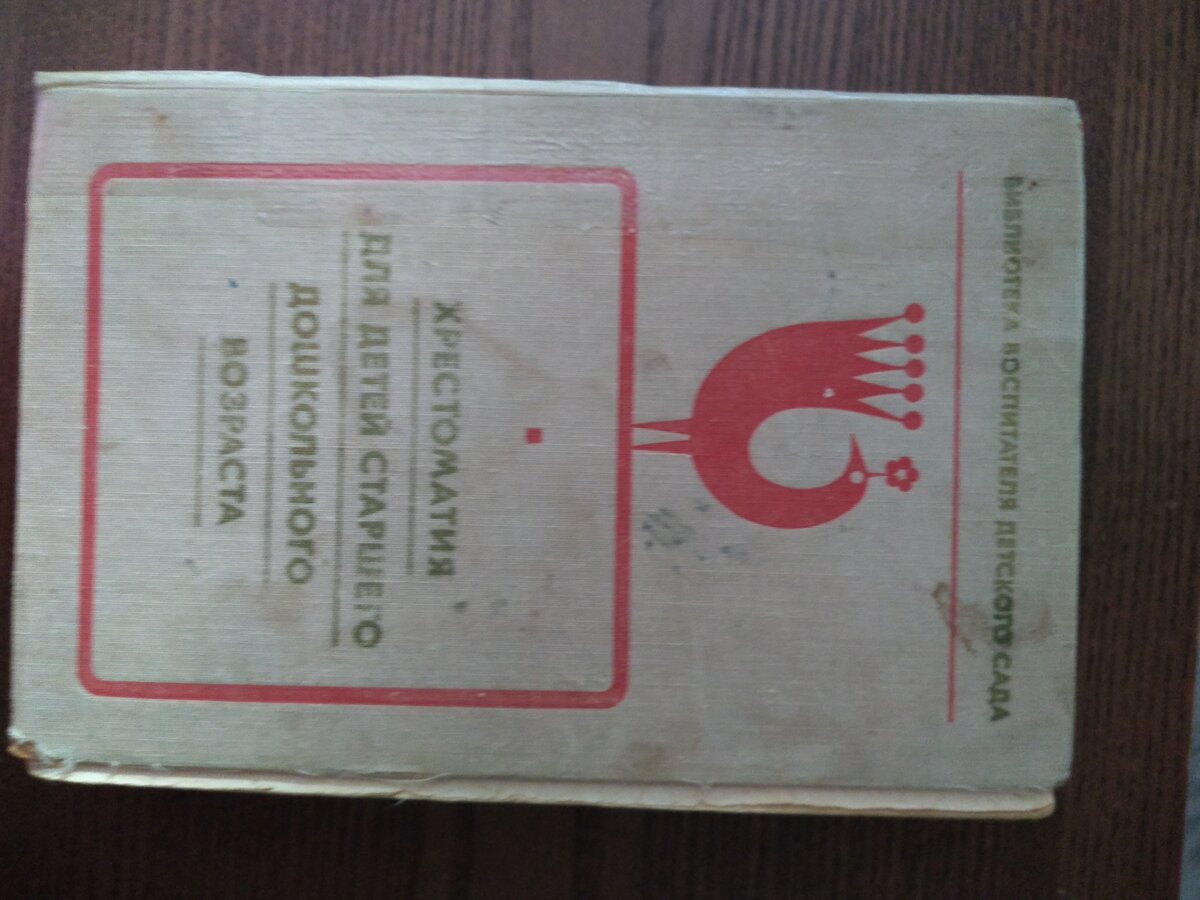 БИБЛИОТЕКА ВОСПИТАТЕЛЯ ДЕТСКОГО САДА
ХРЕСТОМАТИЯ
ДЛЯ ДЕТЕЙ СТАРШЕГО
ДОШКОЛЬНОГО
ВОЗРАСТА